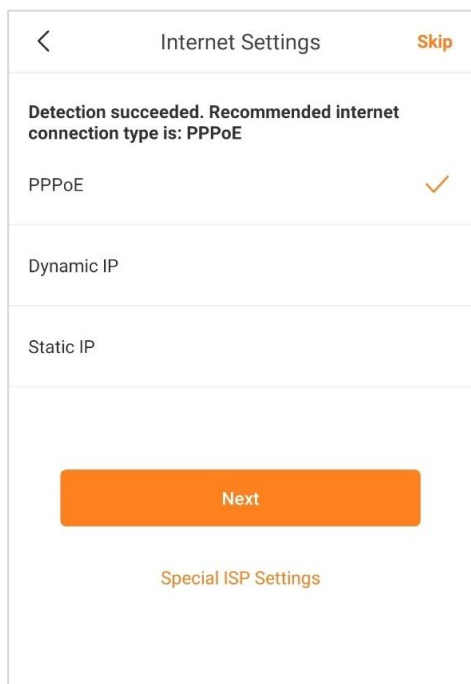 Internet Settings
Skip
Detection succeeded. Recommended internet
connection type is: PPPoE
PPPoE
Dynamic IP
Static IP
Next
Special ISP Settings